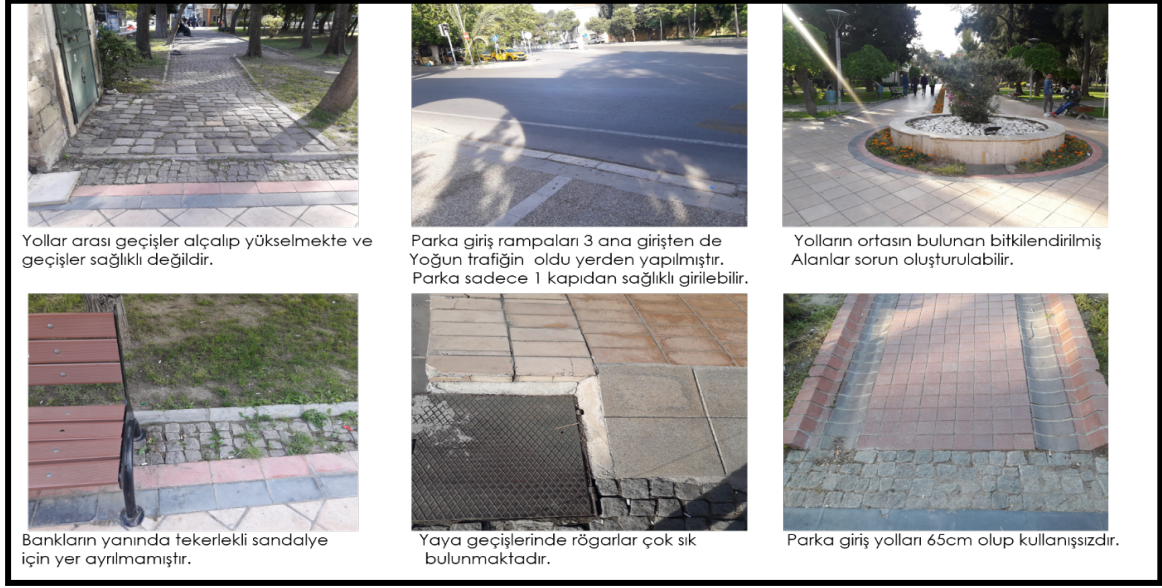 Yollar arası geçişler alçalıp yükselmekte ve
geçişler sağlıklı değildir.
Parka giriş rampaları 3 ana girişten de
Yoğun trafiğin oldu yerden yapılmıştır.
Parka sadece 1 kapıdan sağlıklı girilebilir.
Yolların ortasın bulunan bitkilendirilmiş
Alanlar sorun oluşturulabilir.
Bankların yanında tekerlekli sandalye
için yer ayrılmamıştır.
Yaya geçişlerinde rögarlar çok sık
bulunmaktadır.
Parka giriş yolları 65cm olup kullanışsızdır.